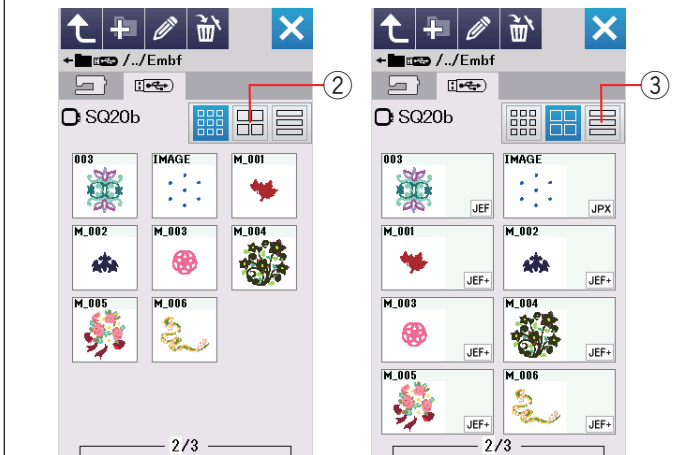 /../Embf
②
SQ20b
003 IMAGE M_001
M_002 M_003 M_004
M_005 M_006
2/3
/../Embf
③
SQ20b
003 IMAGE
JEF JPX
M_001 M_002
JEF+ JEF+
M_003 M_004
JEF+ JEF+
M_005 M_006
JEF+ JEF+
2/3